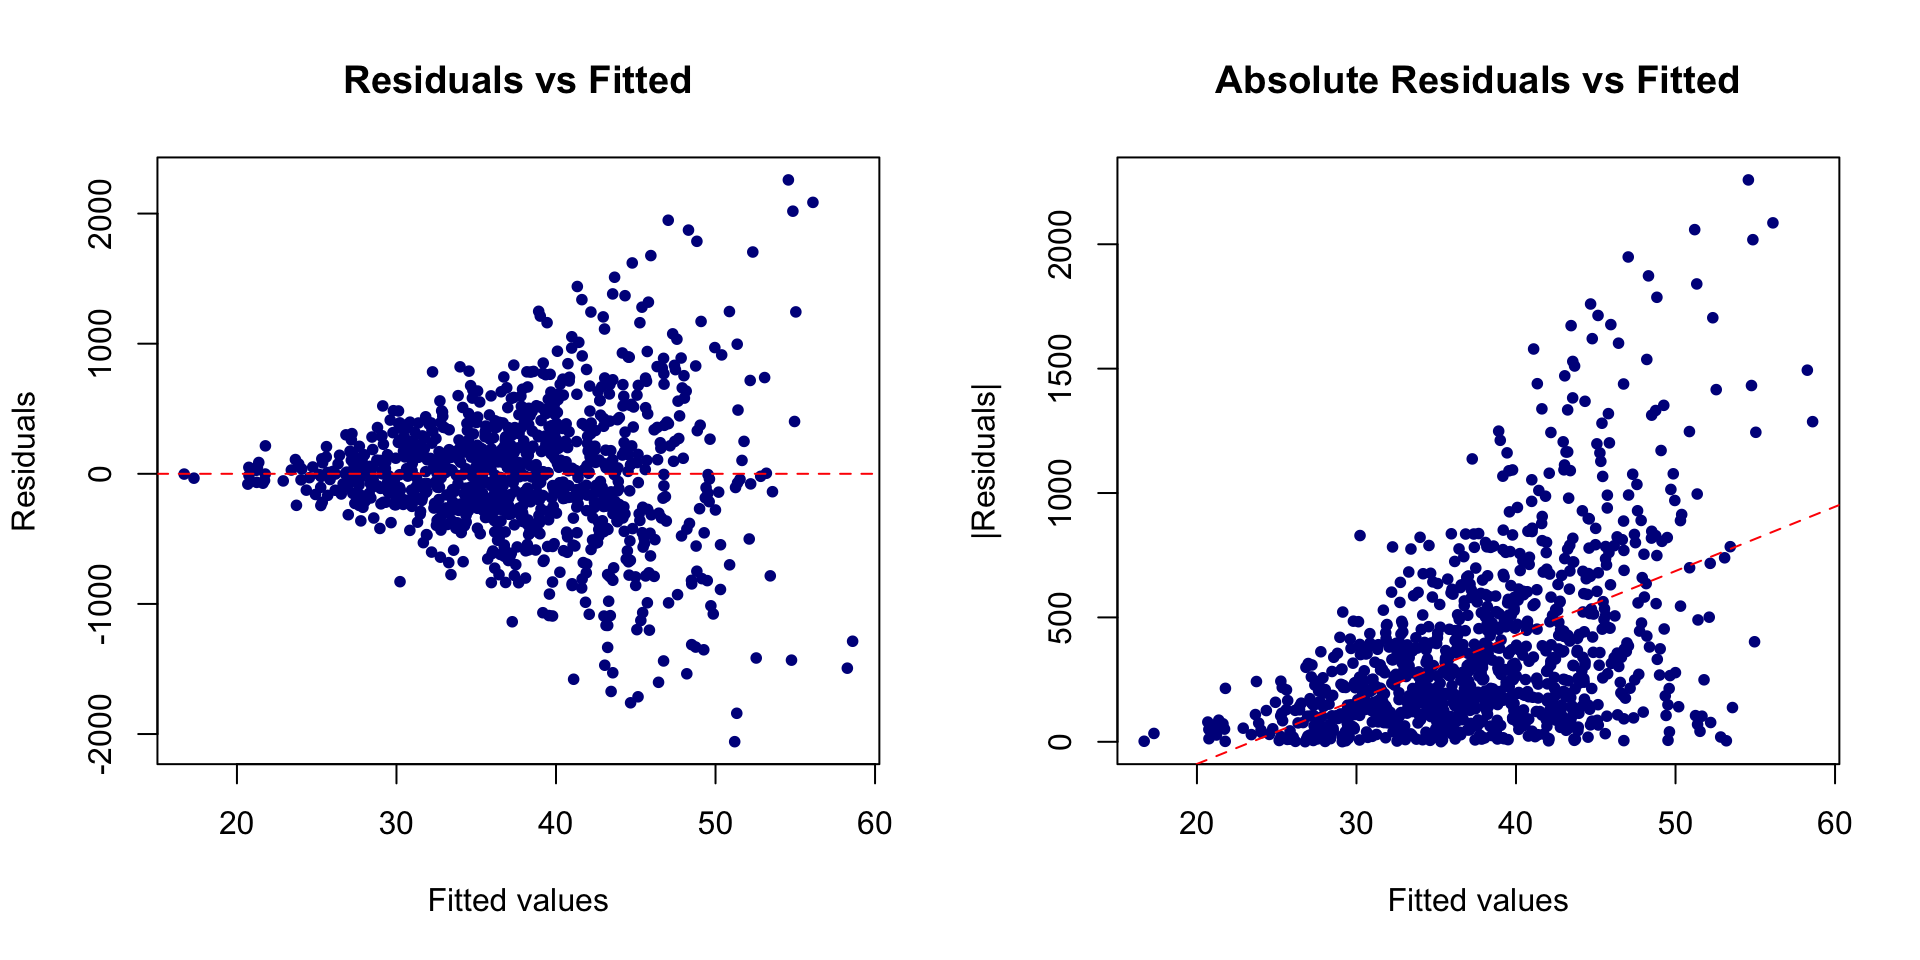 Residuals vs Fitted
Residuals
2000
1000
0
-1000
-2000
20 30 40 50 60
Fitted values
Absolute Residuals vs Fitted
|Residuals|
2000
1500
1000
500
0
20 30 40 50 60
Fitted values